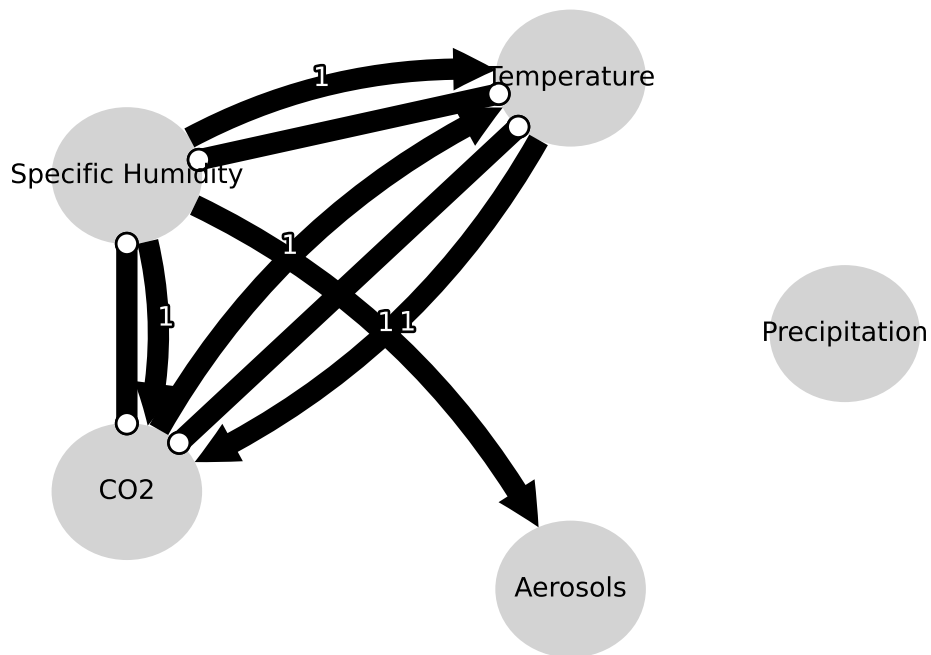 Temperature
1
Specific Humidity
1
1
1 1
Precipitation
CO2
Aerosols